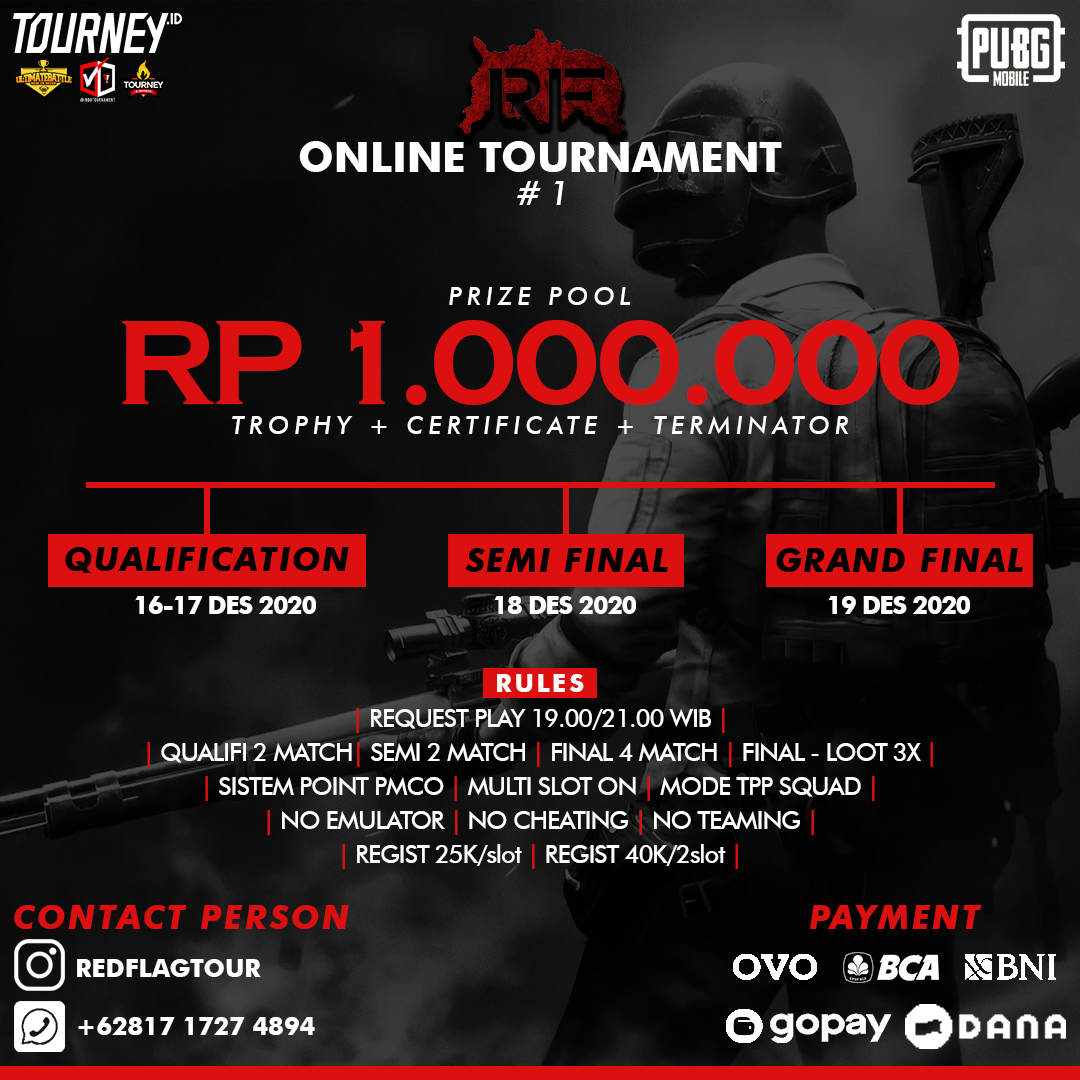 TOURNEY.ID
ULTIMATEBATTLE
@INDOTOURNAMENT
TOURNEY
PUBG
MOBILE
RF
ONLINE TOURNAMENT
# 1
PRIZE POOL
RP 1.000.000
TROPHY + CERTIFICATE + TERMINATOR
QUALIFICATION SEMI FINAL GRAND FINAL
16-17 DES 2020 18 DES 2020 19 DES 2020
RULES
| REQUEST PLAY 19.00/21.00 WIB |
| QUALIFI 2 MATCH | SEMI 2 MATCH | FINAL 4 MATCH | FINAL - LOOT 3X |
| SISTEM POINT PMCO | MULTI SLOT ON | MODE TPP SQUAD |
| NO EMULATOR | NO CHEATING | NO TEAMING |
| REGIST 25K/slot | REGIST 40K/2slot |
CONTACT PERSON
REDFLAGTOUR
+62817 1727 4894
PAYMENT
OVO BCA BNI
gopay DANA